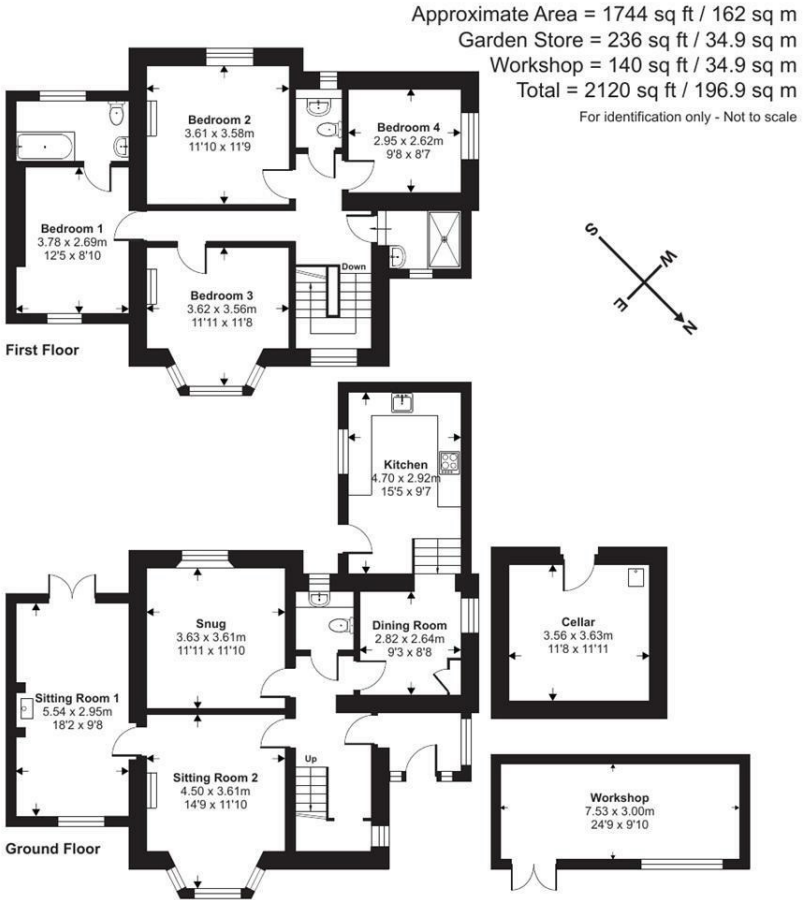 Approximate Area = 1744 sq ft / 162 sq m
Garden Store = 236 sq ft / 34.9 sq m
Workshop = 140 sq ft / 34.9 sq m
Total = 2120 sq ft / 196.9 sq m
For identification only - Not to scale
Bedroom 2
3.61 x 3.58m
11'10 x 11'9
Bedroom 4
2.95 x 2.62m
9'8 x 8'7
Bedroom 1
3.78 x 2.69m
12'5 x 8'10
Bedroom 3
3.62 x 3.56m
11'11 x 11'8
Down
First Floor
S
W
E
N
Kitchen
4.70 x 2.92m
15'5 x 9'7
Snug
3.63 x 3.61m
11'11 x 11'10
Dining Room
2.82 x 2.64m
9'3 x 8'8
Cellar
3.56 x 3.63m
11'8 x 11'11
Sitting Room 1
5.54 x 2.95m
18'2 x 9'8
Sitting Room 2
4.50 x 3.61m
14'9 x 11'10
Up
Workshop
7.53 x 3.00m
24'9 x 9'10
Ground Floor